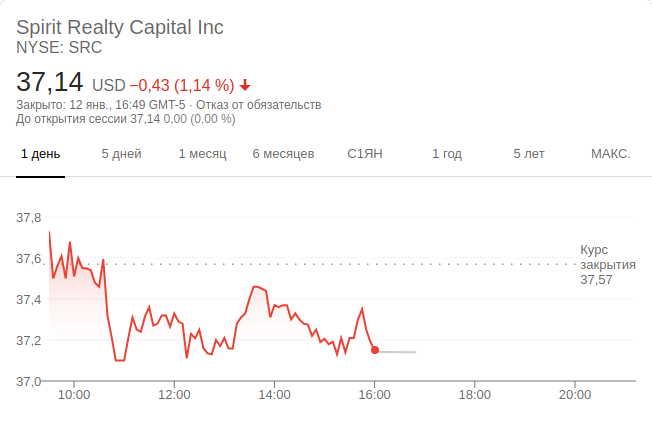 Spirit Realty Capital Inc
NYSE: SRC
37,14 USD −0,43 (1,14 %)
Закрыто: 12 янв., 16:49 GMT-5 · Отказ от обязательств
До открытия сессии 37,14 0,00 (0,00 %)
1 день 5 дней 1 месяц 6 месяцев С1ЯН 1 год 5 лет МАКС.
37,8
37,6
37,4
37,2
37,0
Курс
закрытия
37,57
10:00 12:00 14:00 16:00 18:00 20:00